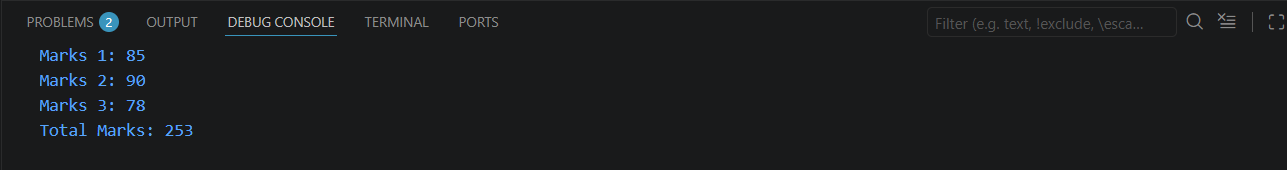 PROBLEMS 2 OUTPUT DEBUG CONSOLE TERMINAL PORTS Filter (e.g. text, !exclude, \esca...
Marks 1: 85
Marks 2: 90
Marks 3: 78
Total Marks: 253